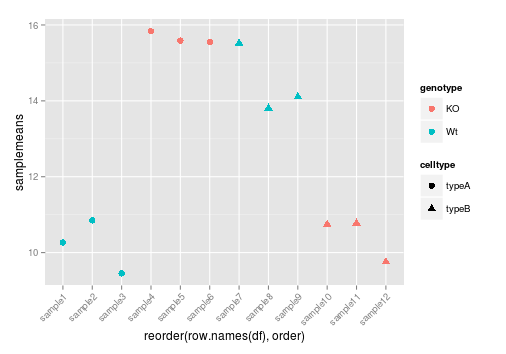 samplemeans
16
14
12
10
sample1
sample2
sample3
sample4
sample5
sample6
sample7
sample8
sample9
sample10
sample11
sample12
reorder(row.names(df), order)
genotype
KO
Wt
celltype
typeA
typeB